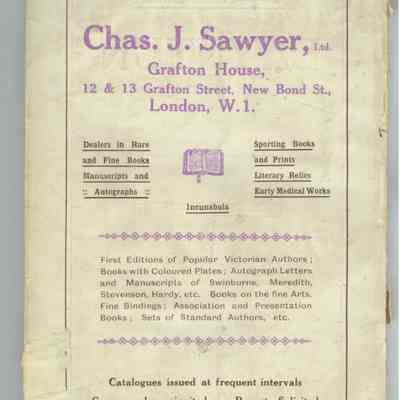 Chas. J. Sawyer, Ltd.
Grafton House,
12 & 13 Grafton Street, New Bond St.,
London, W.1.
Dealers in Rare
and Fine Books
Manuscripts and
:: Autographs ::
Sporting Books
and Prints
Literary Relics
Early Medical Works
Incunabula
First Editions of Popular Victorian Authors;
Books with Coloured Plates; Autograph Letters
and Manuscripts of Swinburne, Meredith,
Stevenson, Hardy, etc. Books on the fine Arts.
Fine Bindings; Association and Presentation
Books; Sets of Standard Authors, etc.
Catalogues issued at frequent intervals